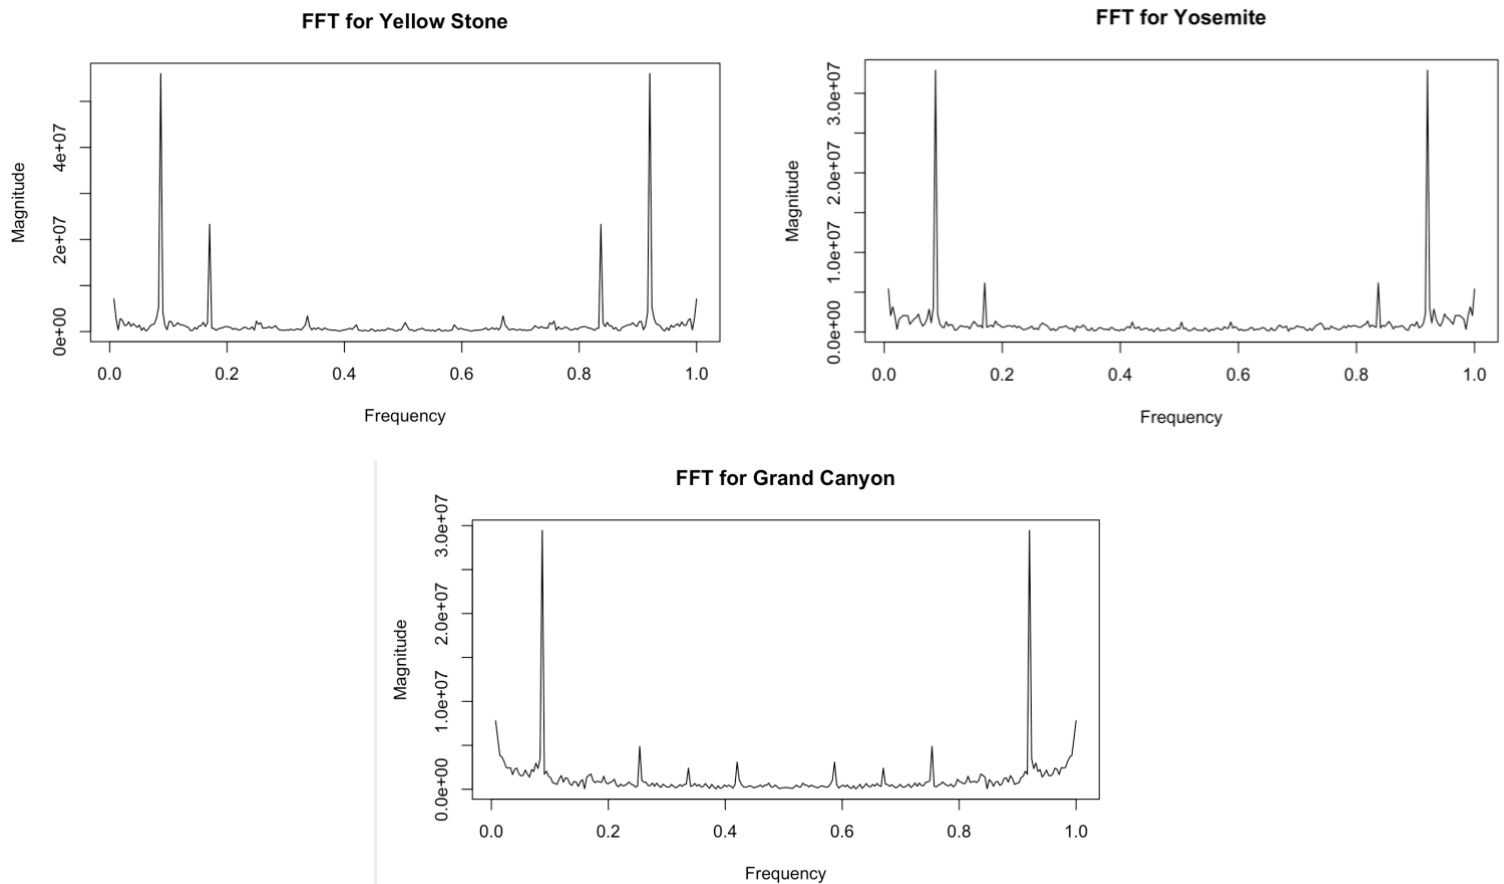 FFT for Yellow Stone
Magnitude
4e+07
2e+07
0e+00
0.0 0.2 0.4 0.6 0.8 1.0
Frequency
FFT for Yosemite
Magnitude
3.0e+07
2.0e+07
1.0e+07
0.0e+00
0.0 0.2 0.4 0.6 0.8 1.0
Frequency
FFT for Grand Canyon
Magnitude
3.0e+07
2.0e+07
1.0e+07
0.0e+00
0.0 0.2 0.4 0.6 0.8 1.0
Frequency